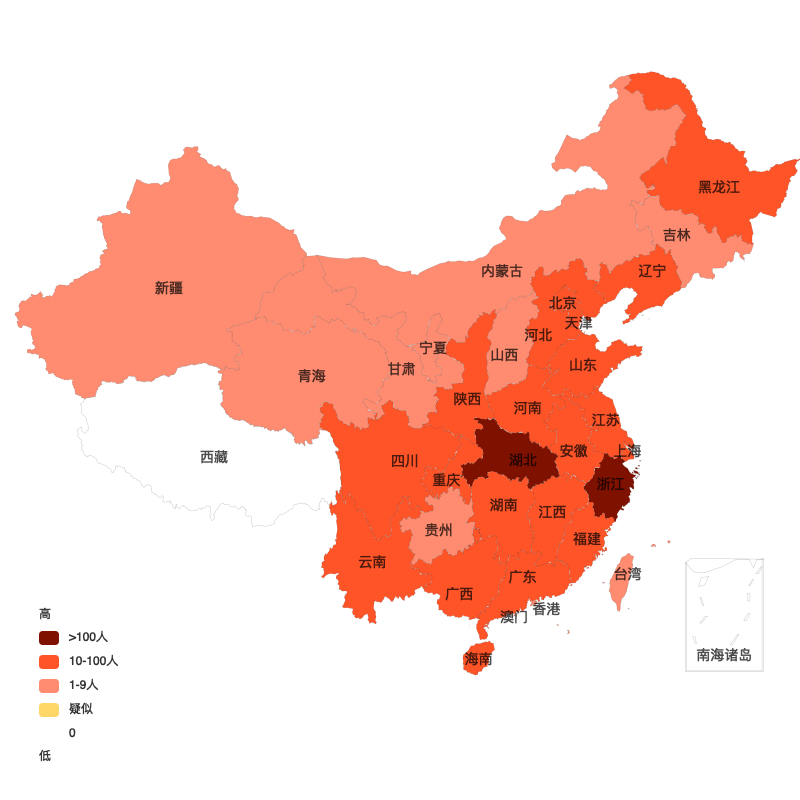 黑龙江
吉林
辽宁
内蒙古
新疆
北京
天津
河北
宁夏
山西
甘肃
青海
山东
陕西
河南
江苏
上海
安徽
湖北
四川
西藏
重庆
浙江
湖南
江西
贵州
福建
云南
台湾
广东
广西
香港
澳门
南海诸岛
海南
高
>100人
10-100人
1-9人
疑似
0
低